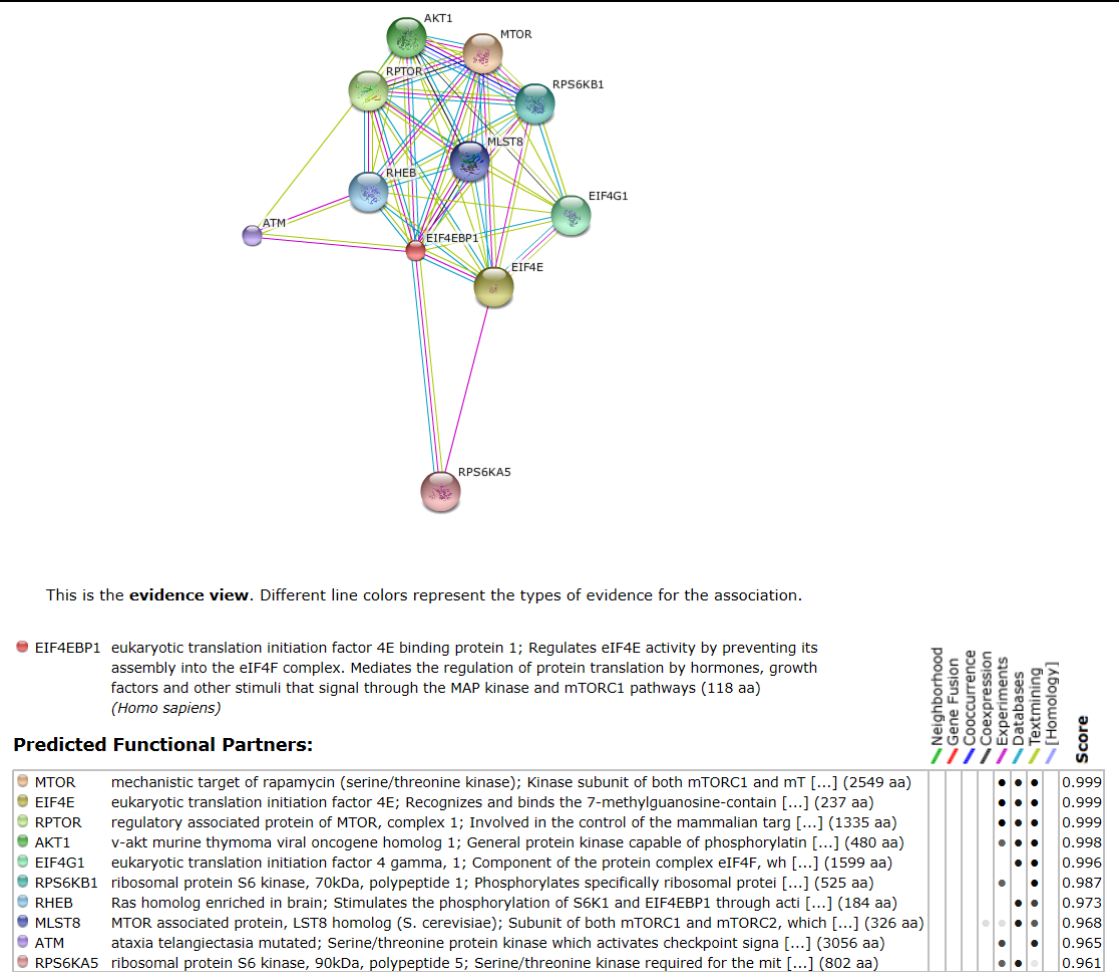 AKT1
MTOR
RPTOR
RPS6KB1
MLST8
RHEB
EIF4G1
ATM
EIF4EBP1
EIF4E
RPS6KA5
This is the evidence view. Different line colors represent the types of evidence for the association.
EIF4EBP1 eukaryotic translation initiation factor 4E binding protein 1; Regulates eIF4E activity by preventing its
assembly into the eIF4F complex. Mediates the regulation of protein translation by hormones, growth
factors and other stimuli that signal through the MAP kinase and mTORC1 pathways (118 aa)
(Homo sapiens)
Neighborhood
Gene Fusion
Cooccurrence
Coexpression
Experiments
Databases
Textmining
[Homology]
Score
Predicted Functional Partners:
MTOR mechanistic target of rapamycin (serine/threonine kinase); Kinase subunit of both mTORC1 and mT [...] (2549 aa) 0.999
EIF4E eukaryotic translation initiation factor 4E; Recognizes and binds the 7-methylguanosine-contain [...] (237 aa) 0.999
RPTOR regulatory associated protein of MTOR, complex 1; Involved in the control of the mammalian targ [...] (1335 aa) 0.999
AKT1 v-akt murine thymoma viral oncogene homolog 1; General protein kinase capable of phosphorylatin [...] (480 aa) 0.998
EIF4G1 eukaryotic translation initiation factor 4 gamma, 1; Component of the protein complex eIF4F, wh [...] (1599 aa) 0.996
RPS6KB1 ribosomal protein S6 kinase, 70kDa, polypeptide 1; Phosphorylates specifically ribosomal protei [...] (525 aa) 0.987
RHEB Ras homolog enriched in brain; Stimulates the phosphorylation of S6K1 and EIF4EBP1 through acti [...] (184 aa) 0.973
MLST8 MTOR associated protein, LST8 homolog (S. cerevisiae); Subunit of both mTORC1 and mTORC2, which [...] (326 aa) 0.968
ATM ataxia telangiectasia mutated; Serine/threonine protein kinase which activates checkpoint signa [...] (3056 aa) 0.965
RPS6KA5 ribosomal protein S6 kinase, 90kDa, polypeptide 5; Serine/threonine kinase required for the mit [...] (802 aa) 0.961